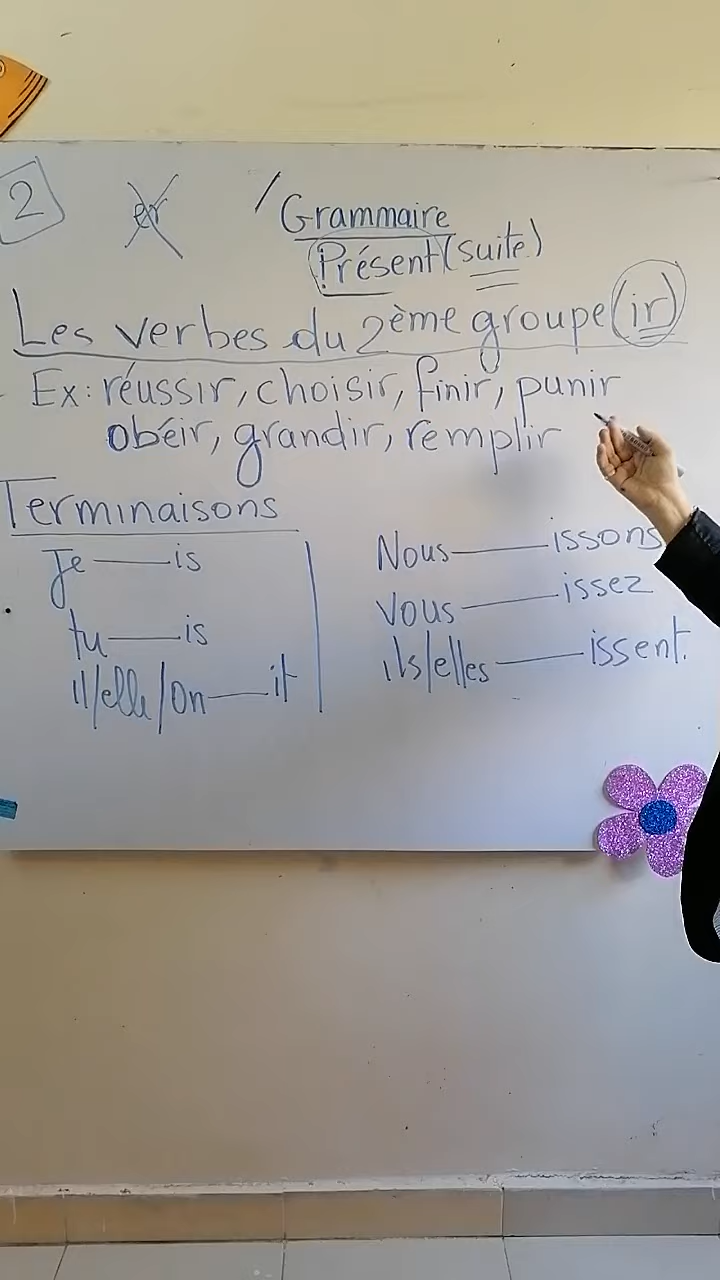 2 er / Grammaire
Présent (suite)
Les verbes du 2ème groupe (ir)
Ex: réussir, choisir, finir, punir
obéir, grandir, remplir
Terminaisons
Je — is
tu — is
il/elle/on — it
Nous — issons
vous — issez
ils/elles — issent.